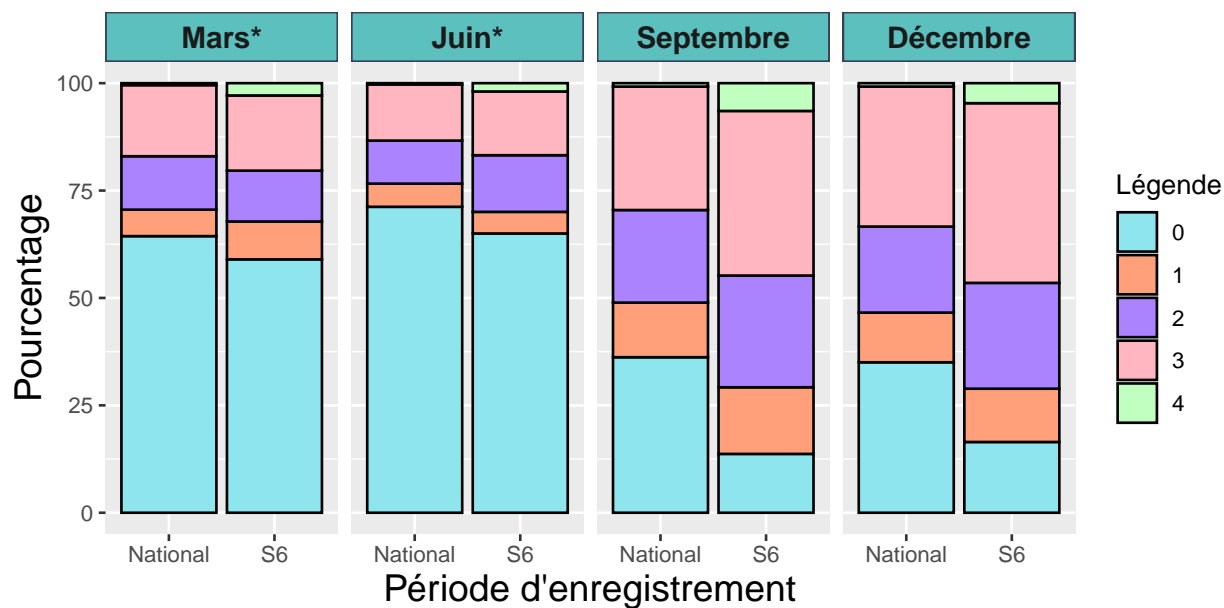 Mars*
Juin*
Septembre
Décembre
Pourcentage
100
75
50
25
0
National
S6
National
S6
National
S6
National
S6
Période d'enregistrement
Légende
0
1
2
3
4